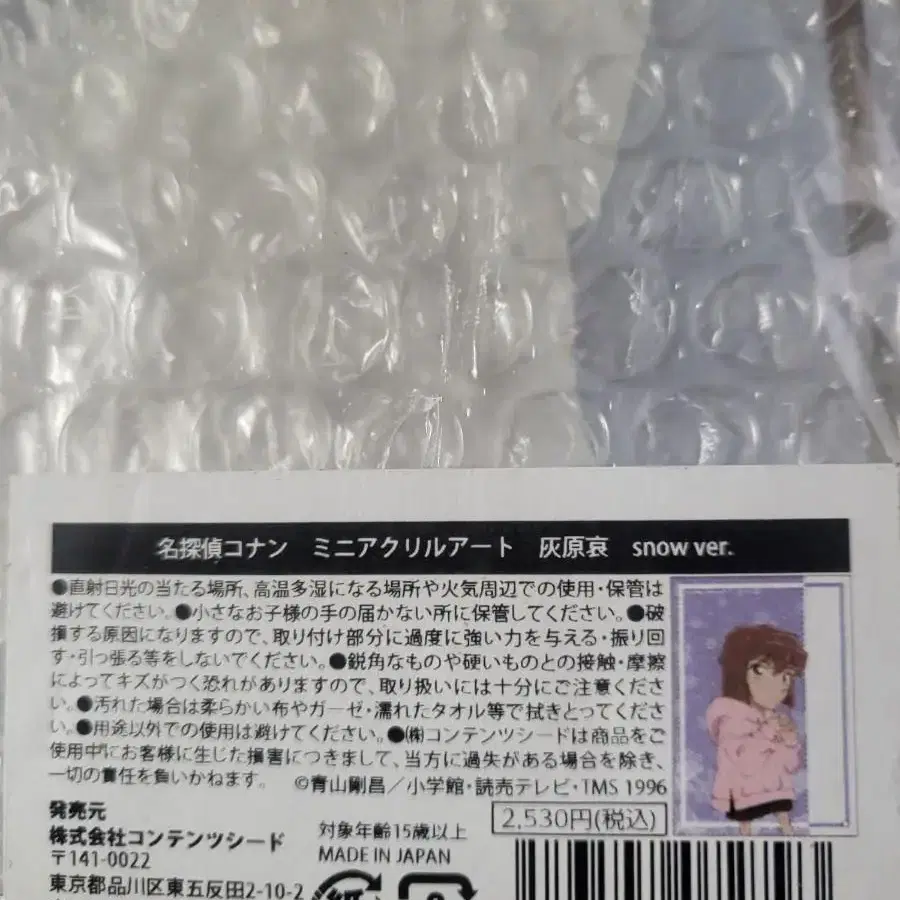 名探偵コナン　ミニアクリルアート　灰原哀　snow ver.
●直射日光の当たる場所、高温多湿になる場所や火気周辺での使用・保管は
避けてください。●小さなお子様の手の届かない所に保管してください。●破
損する原因になりますので、取り付け部分に過度に強い力を与える・振り回
す・引っ張る等をしないでください。●鋭角なものや硬いものとの接触・摩擦
によってキズがつく恐れがありますので、取り扱いには十分にご注意くださ
い。●汚れた場合は柔らかい布やガーゼ・濡れたタオル等で拭きとってくださ
い。●用途以外での使用は避けてください。●㈱コンテンツシードは商品をご
使用中にお客様に生じた損害につきまして、当方に過失がある場合を除き、
一切の責任を負いかねます。　©青山剛昌／小学館・読売テレビ・TMS 1996
発売元
株式会社コンテンツシード
〒141-0022
東京都品川区東五反田2-10-2
対象年齢15歳以上
MADE IN JAPAN
2,530円(税込)
紙